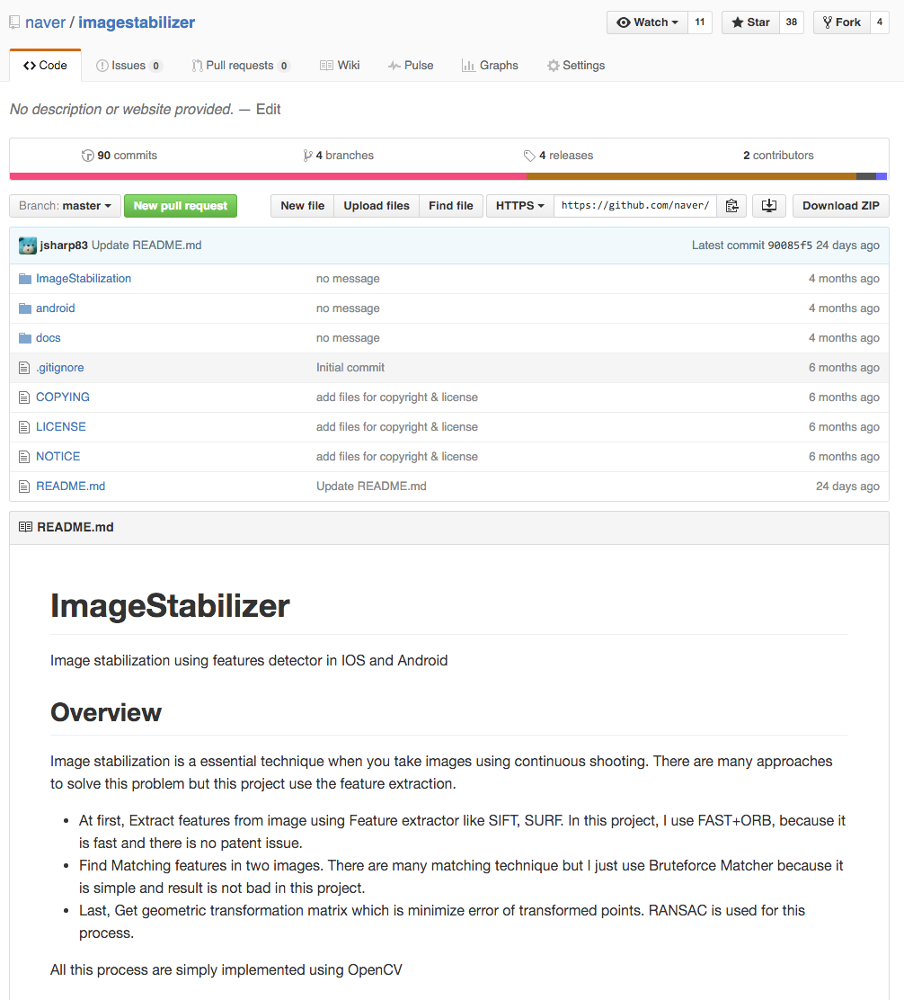 naver / imagestabilizer
Watch 11 Star 38 Fork 4
Code Issues 0 Pull requests 0 Wiki Pulse Graphs Settings
No description or website provided. — Edit
90 commits 4 branches 4 releases 2 contributors
Branch: master New pull request New file Upload files Find file HTTPS https://github.com/naver/ Download ZIP
jsharp83 Update README.md Latest commit 90085f5 24 days ago
ImageStabilization no message 4 months ago
android no message 4 months ago
docs no message 4 months ago
.gitignore Initial commit 6 months ago
COPYING add files for copyright & license 6 months ago
LICENSE add files for copyright & license 6 months ago
NOTICE add files for copyright & license 6 months ago
README.md Update README.md 24 days ago
README.md
ImageStabilizer
Image stabilization using features detector in IOS and Android
Overview
Image stabilization is a essential technique when you take images using continuous shooting. There are many approaches
to solve this problem but this project use the feature extraction.
• At first, Extract features from image using Feature extractor like SIFT, SURF. In this project, I use FAST+ORB, because it
is fast and there is no patent issue.
• Find Matching features in two images. There are many matching technique but I just use Bruteforce Matcher because it
is simple and result is not bad in this project.
• Last, Get geometric transformation matrix which is minimize error of transformed points. RANSAC is used for this
process.
All this process are simply implemented using OpenCV